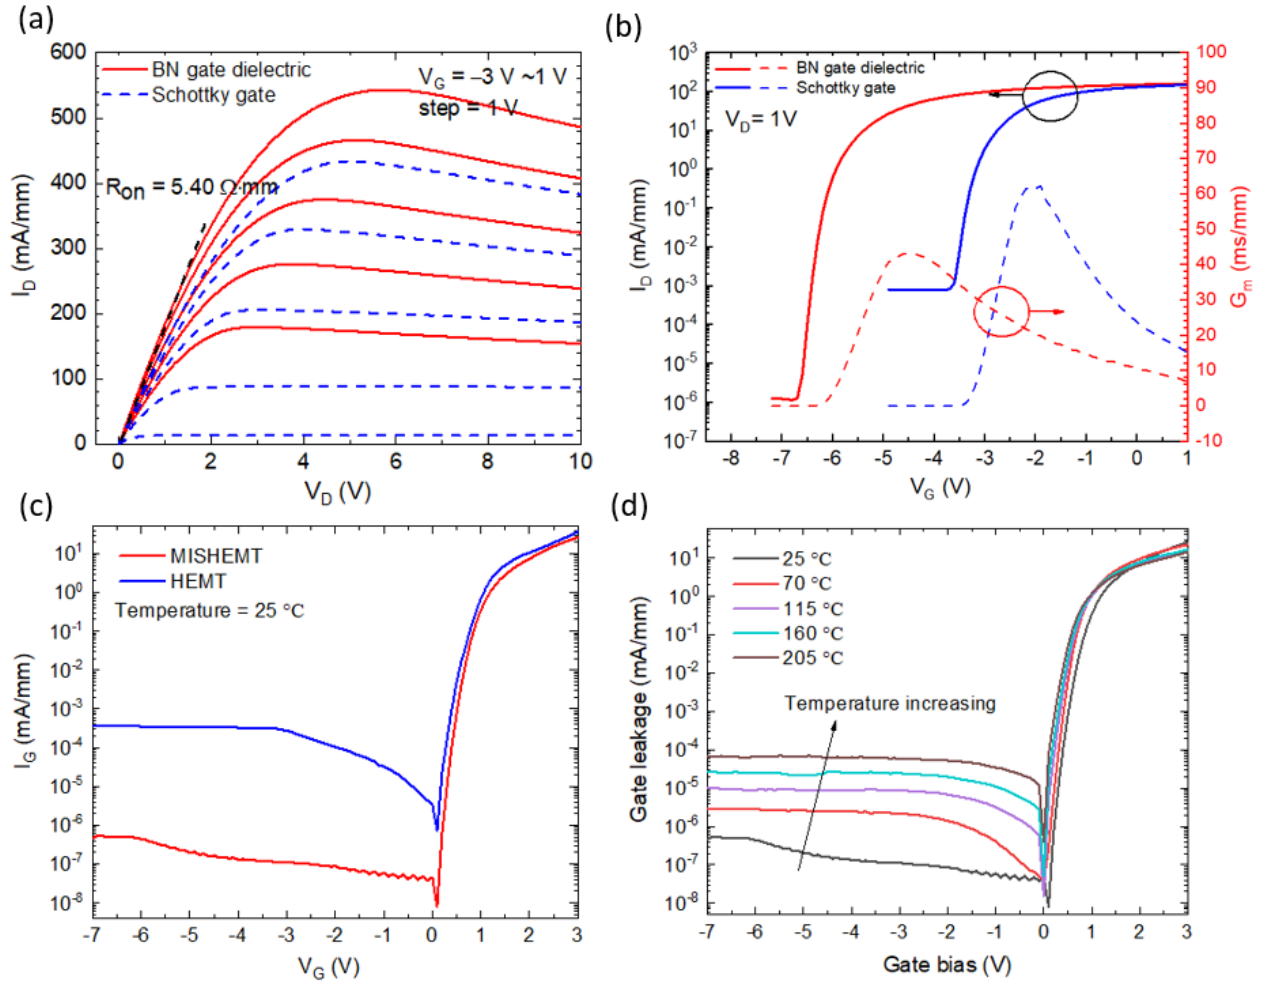 (a)
600
500
400
300
200
100
0
I_D (mA/mm)
BN gate dielectric
Schottky gate
V_G = –3 V ~1 V
step = 1 V
R_on = 5.40 Ω·mm
0 2 4 6 8 10
V_D (V)
(b)
10^3
10^2
10^1
10^0
10^-1
10^-2
10^-3
10^-4
10^-5
10^-6
10^-7
I_D (mA/mm)
BN gate dielectric
Schottky gate
V_D = 1V
100
90
80
70
60
50
40
30
20
10
0
-10
G_m (ms/mm)
-8 -7 -6 -5 -4 -3 -2 -1 0 1
V_G (V)
(c)
10^1
10^0
10^-1
10^-2
10^-3
10^-4
10^-5
10^-6
10^-7
10^-8
I_G (mA/mm)
MISHEMT
HEMT
Temperature = 25 °C
-7 -6 -5 -4 -3 -2 -1 0 1 2 3
V_G (V)
(d)
10^1
10^0
10^-1
10^-2
10^-3
10^-4
10^-5
10^-6
10^-7
10^-8
Gate leakage (mA/mm)
25 °C
70 °C
115 °C
160 °C
205 °C
Temperature increasing
-7 -6 -5 -4 -3 -2 -1 0 1 2 3
Gate bias (V)